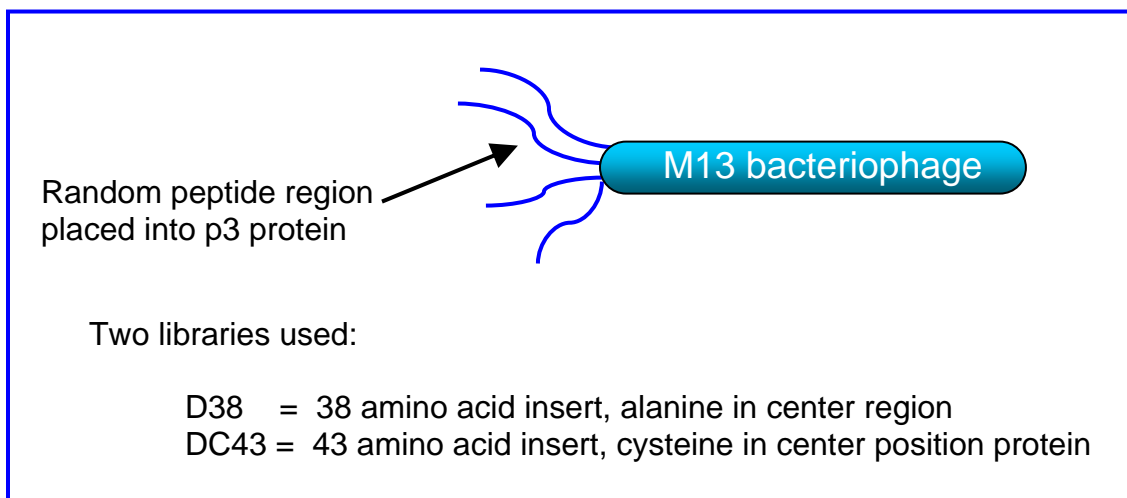 M13 bacteriophage
Random peptide region
placed into p3 protein
Two libraries used:
D38 = 38 amino acid insert, alanine in center region
DC43 = 43 amino acid insert, cysteine in center position protein